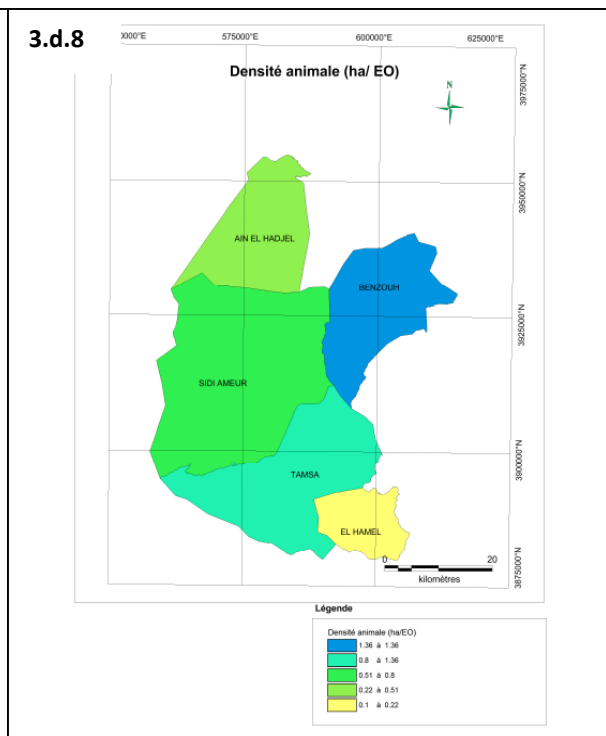 3.d.8
0000"E 575000"E 600000"E 625000"E
Densité animale (ha/ EO)
N
3975000"N
3950000"N
AIN EL HADJEL
BENZOUH
3925000"N
SIDI AMEUR
3900000"N
TAMSA
EL HAMEL
0 20
kilomètres
3875000"N
Légende
Densité animale (ha/EO)
1.36 à 1.36
0.8 à 1.36
0.51 à 0.8
0.22 à 0.51
0.1 à 0.22